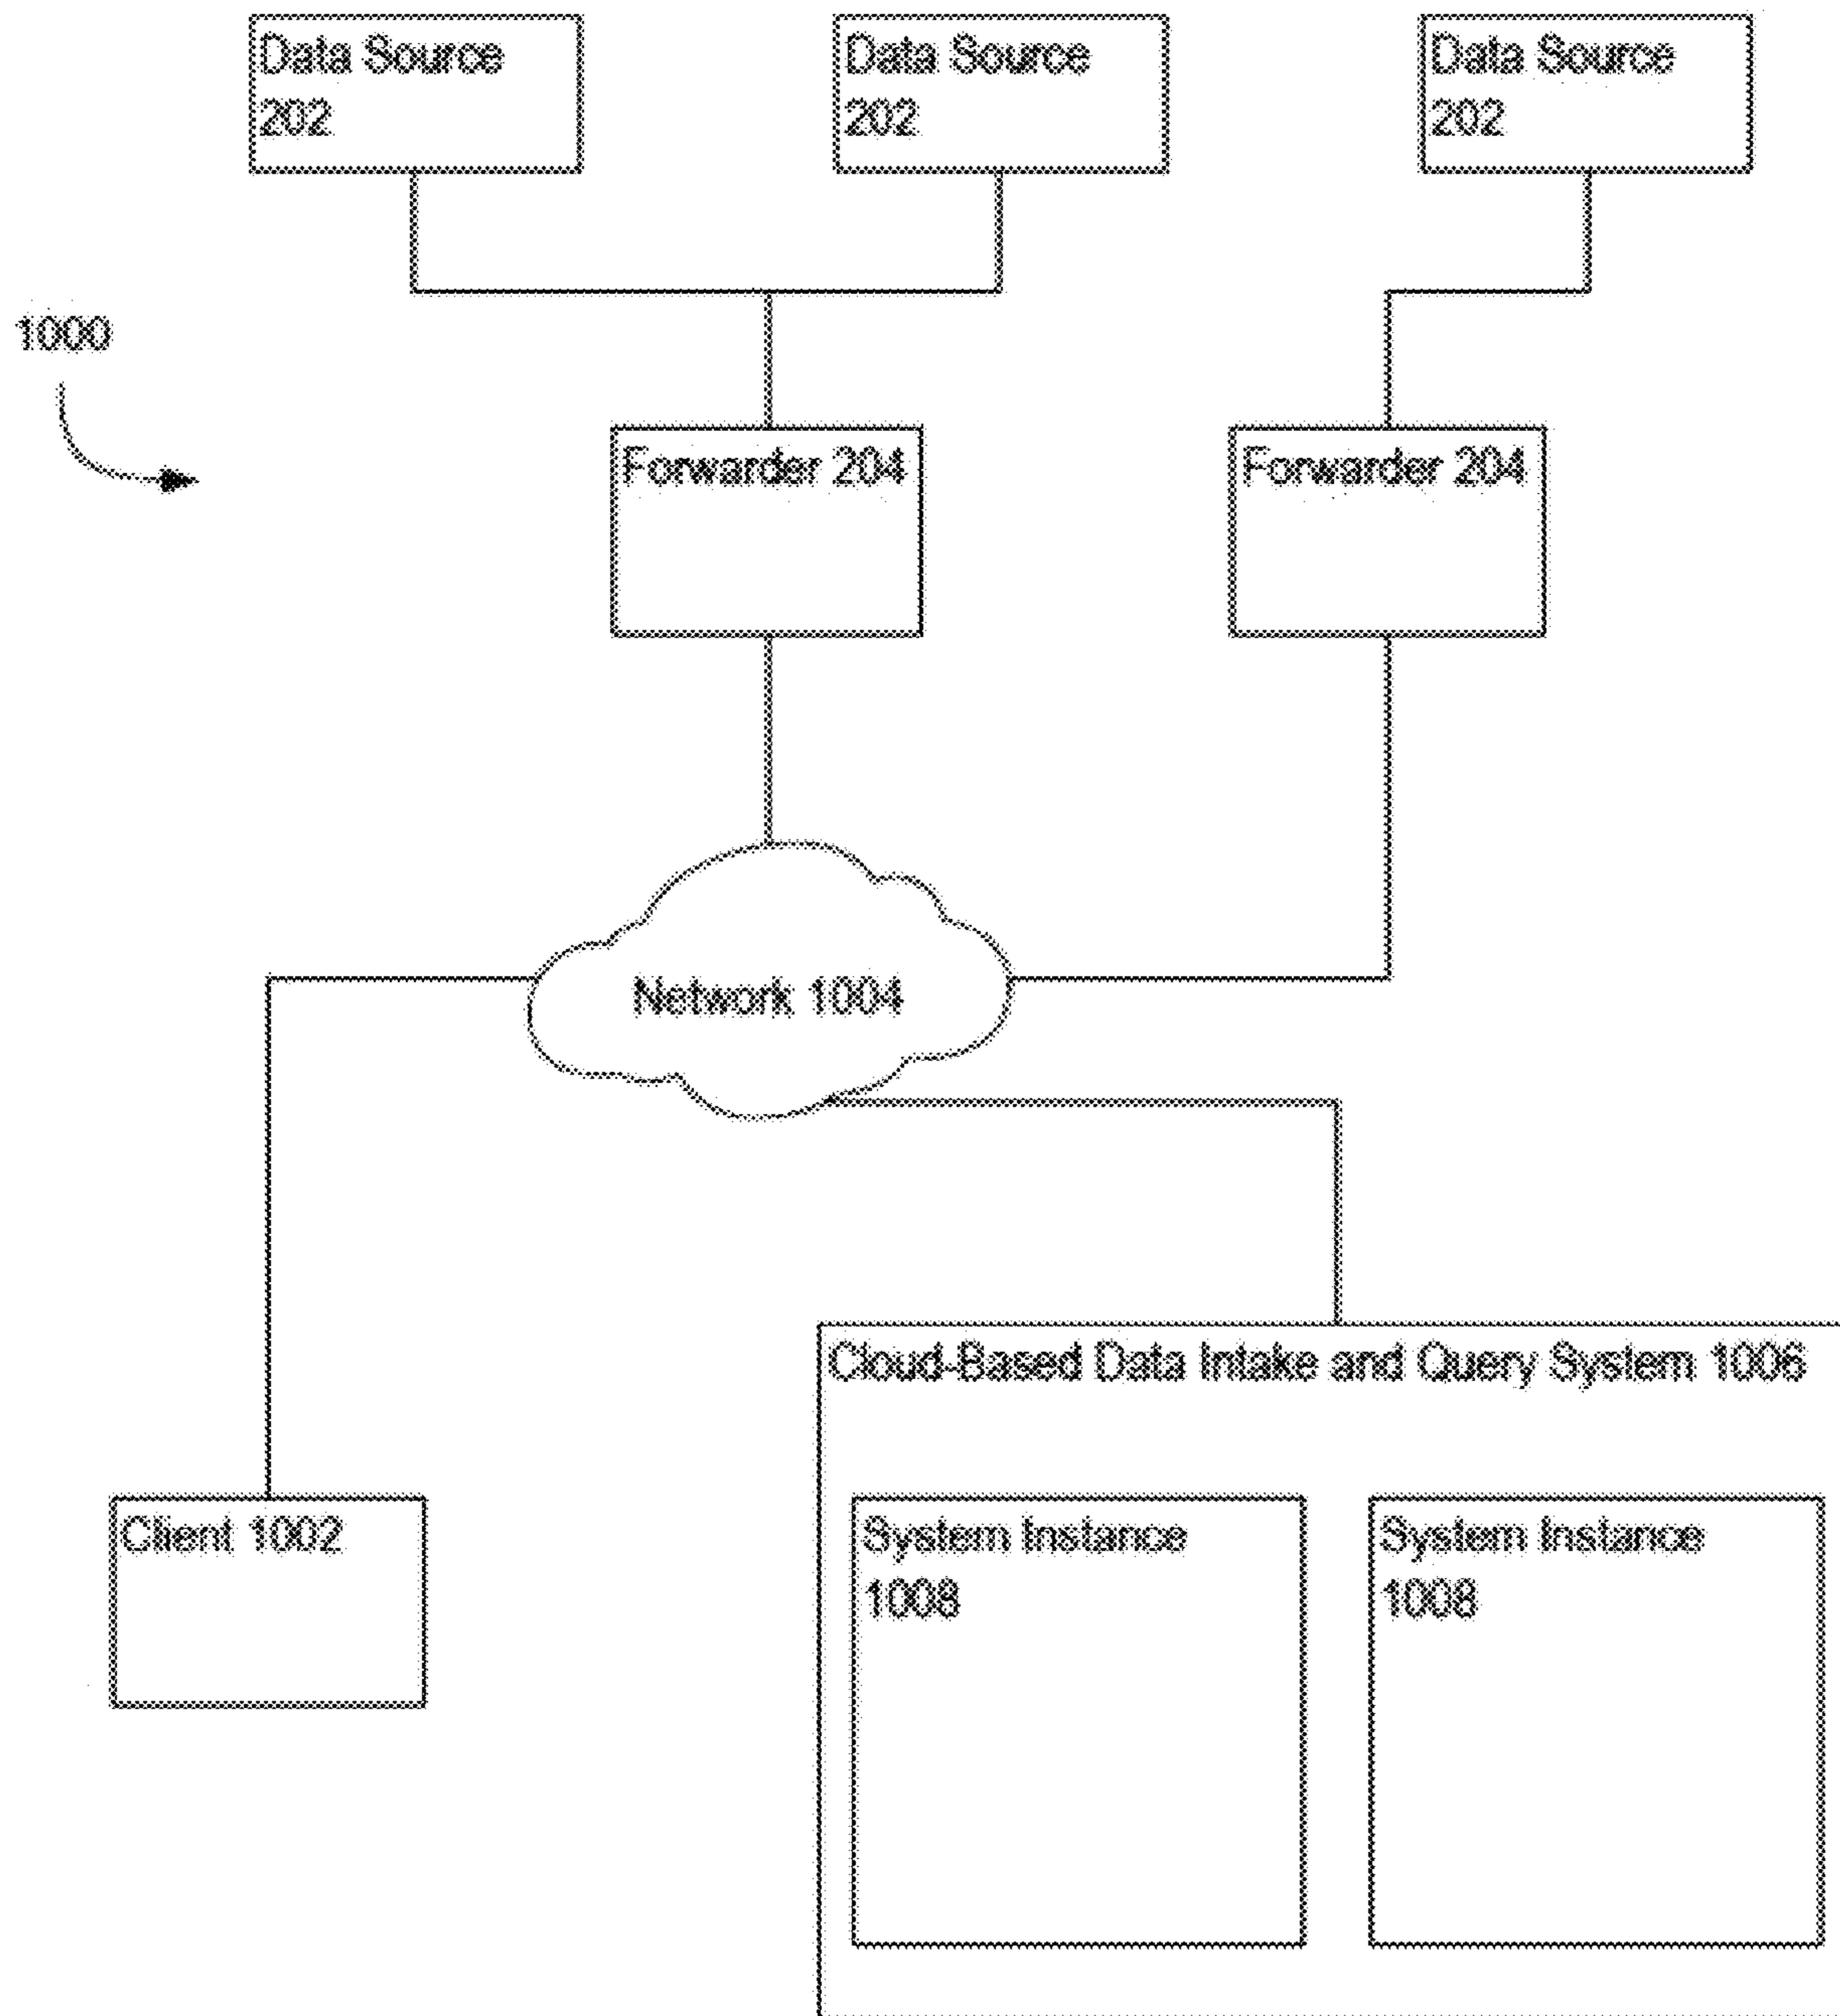 Data Source
202
Data Source
202
Data Source
202
1000
Forwarder 204
Forwarder 204
Network 1004
Cloud-Based Data Intake and Query System 1006
Client 1002
System Instance
1008
System Instance
1008